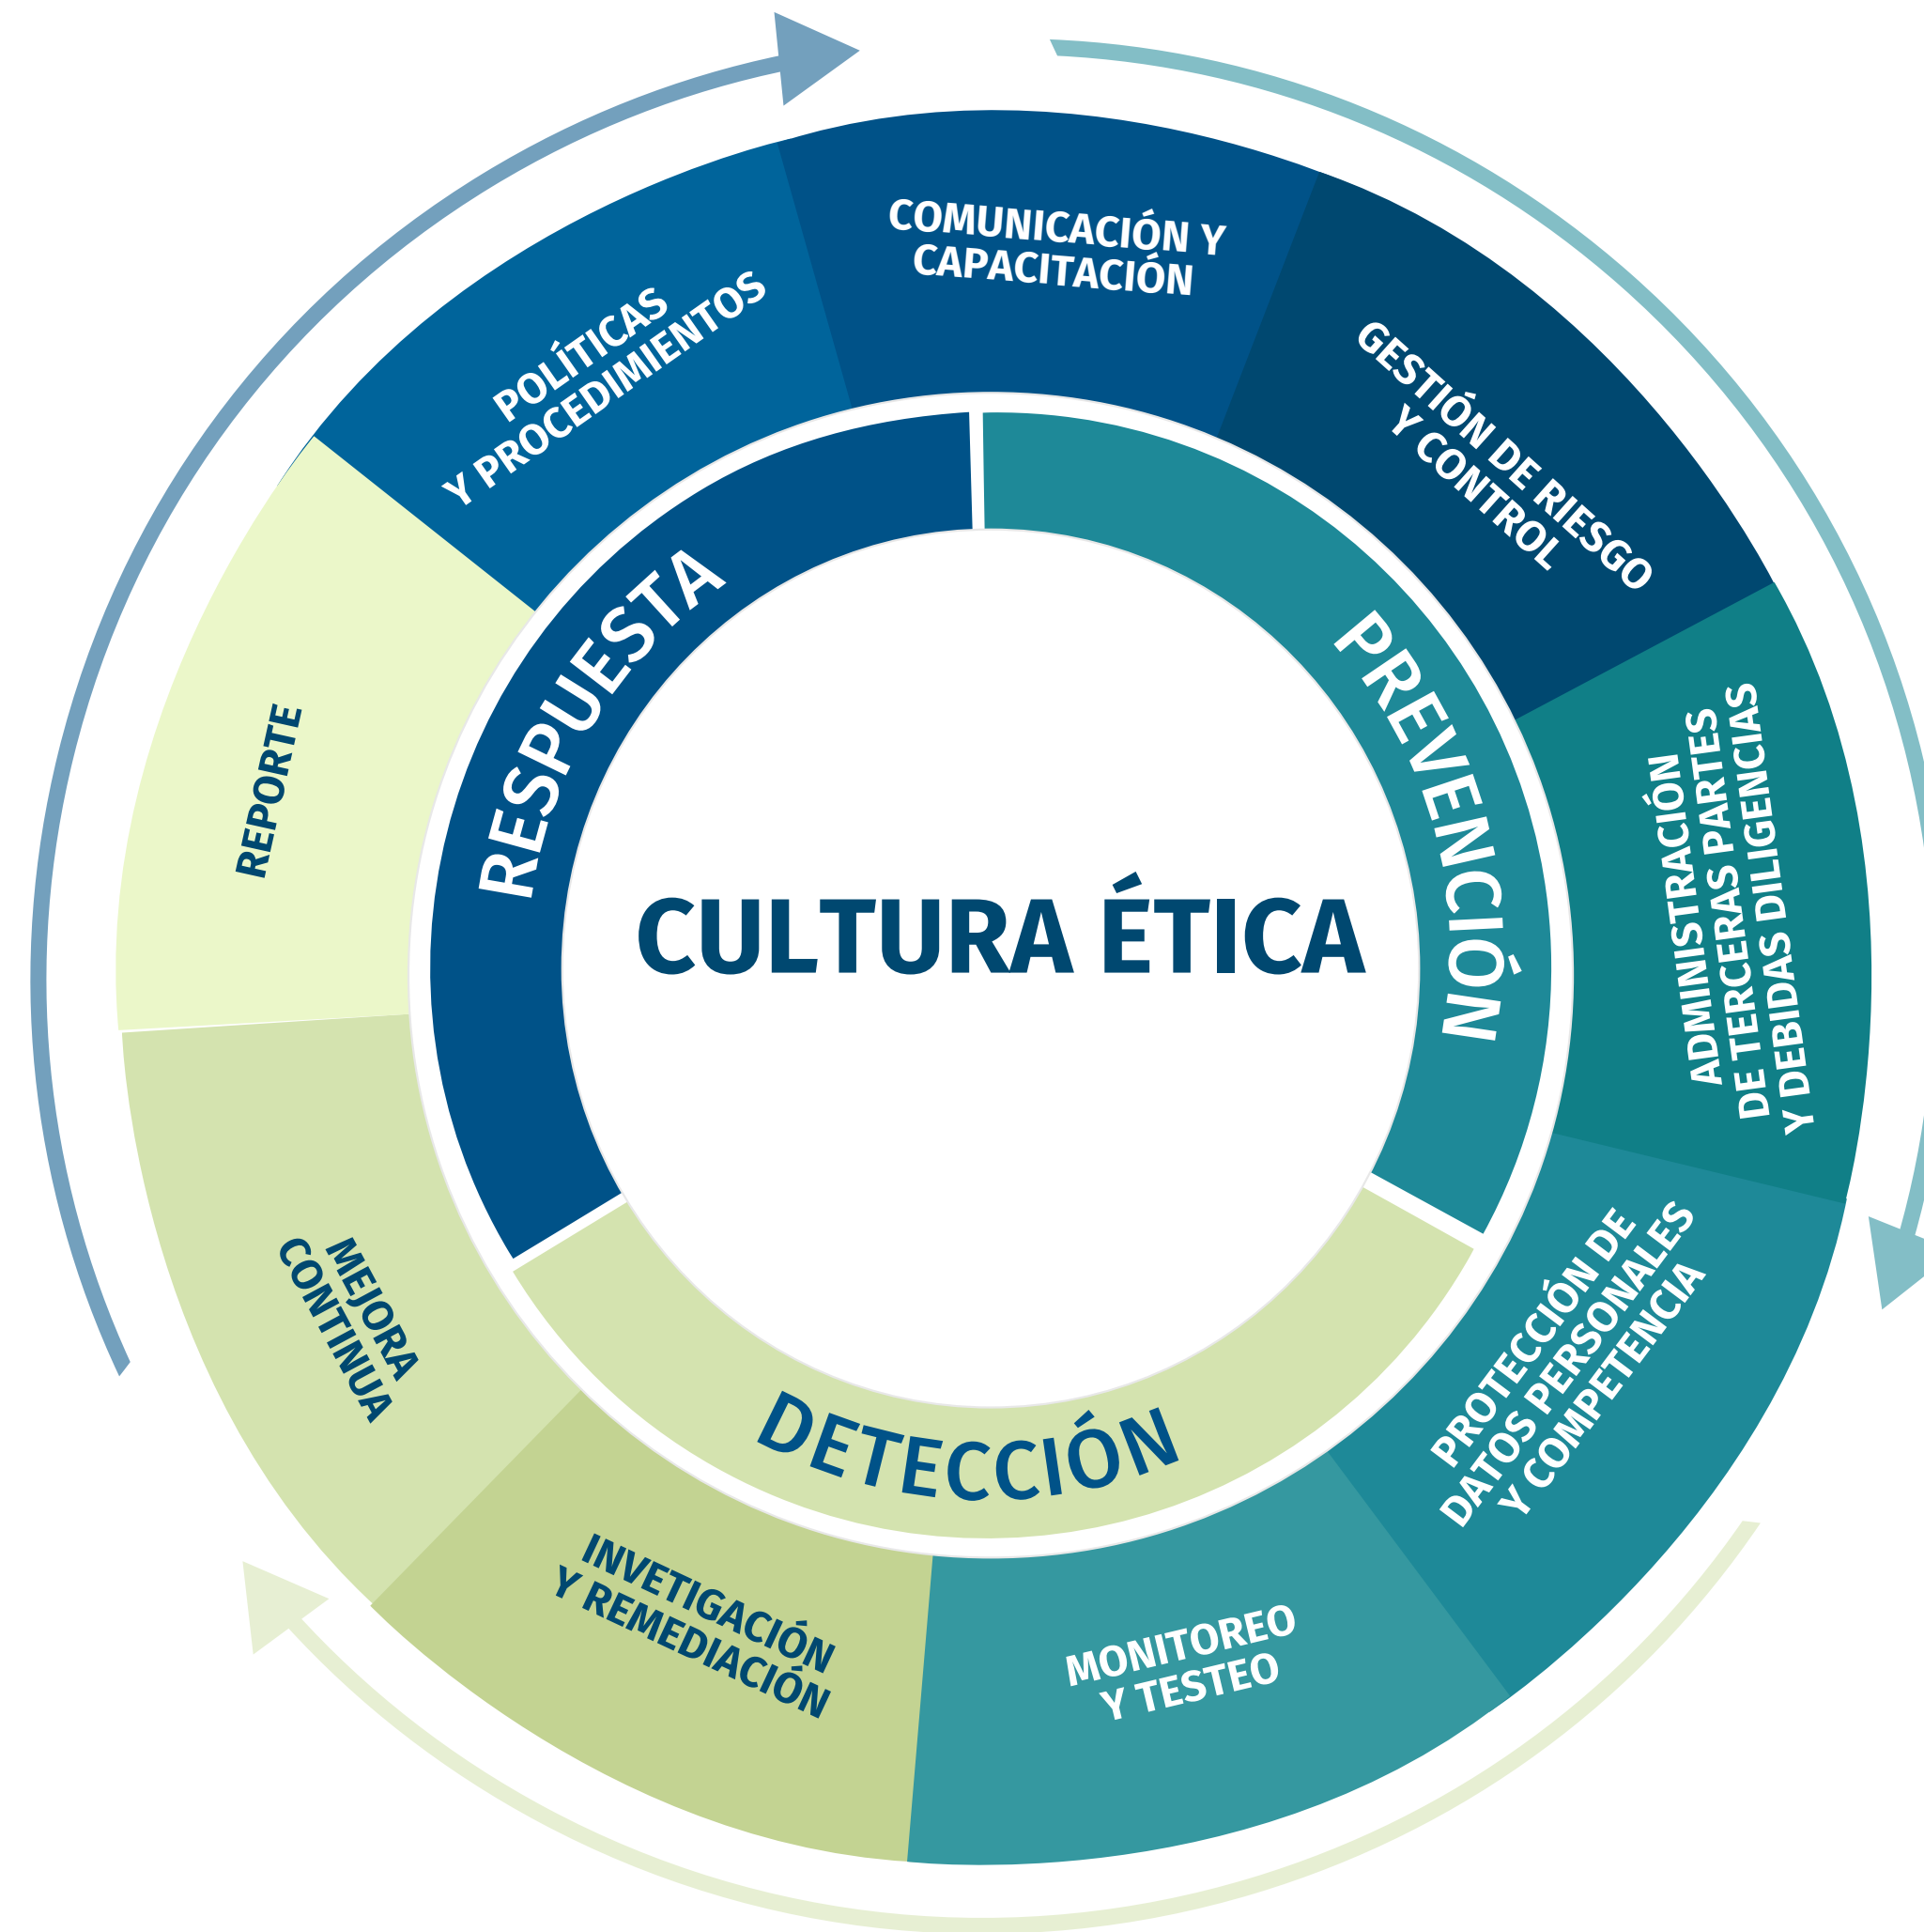 COMUNICACIÓN Y
CAPACITACIÓN
GESTIÓN DE RIESGO
Y CONTROL
ADMINISTRACIÓN
DE TERCERAS PARTES
Y DEBIDAS DILIGENCIAS
PROTECCIÓN DE
DATOS PERSONALES
Y COMPETENCIA
MONITOREO
Y TESTEO
INVETIGACIÓN
Y REMEDIACIÓN
MEJORA
CONTINUA
REPORTE
POLÍTICAS
Y PROCEDIMIENTOS
RESPUESTA
PREVENCIÓN
DETECCIÓN
CULTURA ÉTICA